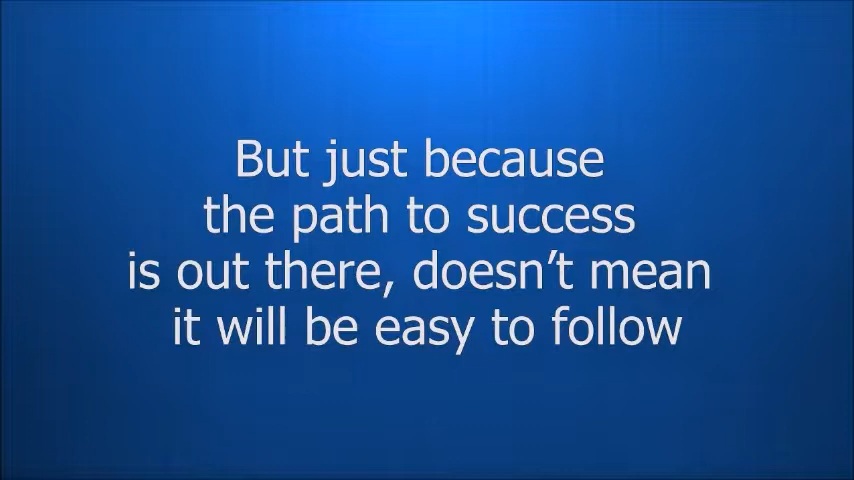 But just because
the path to success
is out there, doesn’t mean
it will be easy to follow